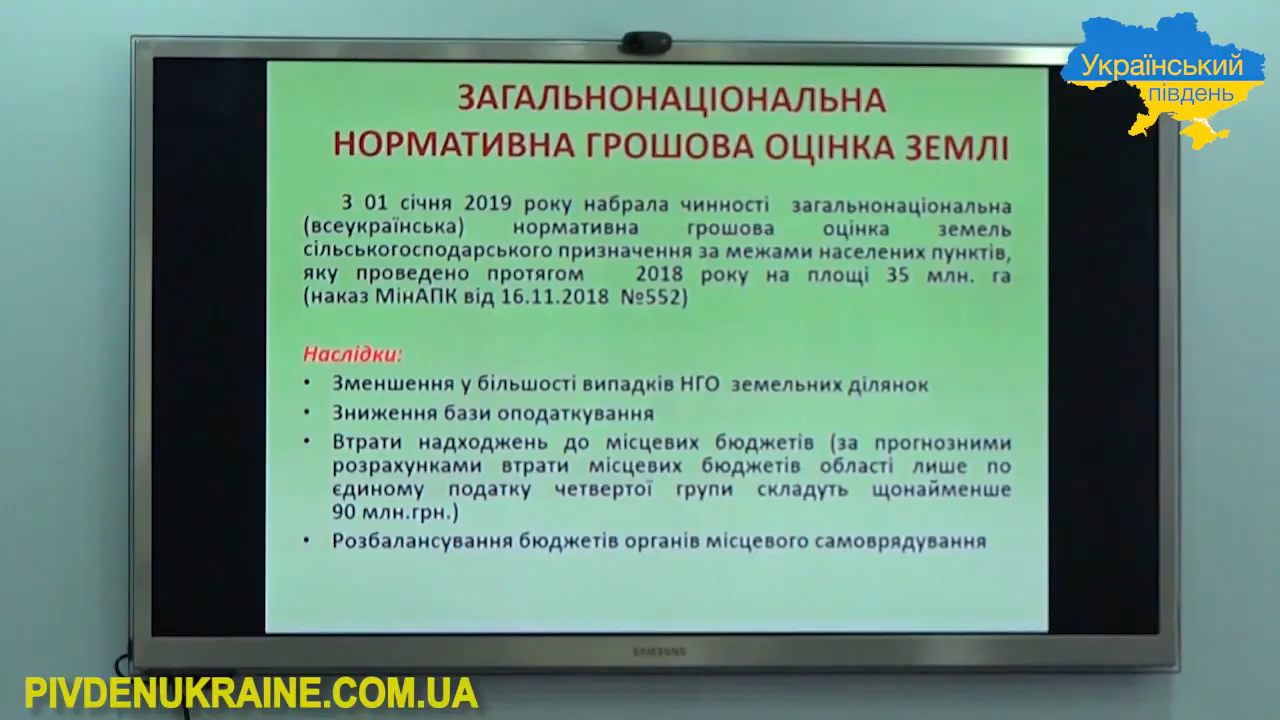 Український
південь
ЗАГАЛЬНОНАЦІОНАЛЬНА
НОРМАТИВНА ГРОШОВА ОЦІНКА ЗЕМЛІ
З 01 січня 2019 року набрала чинності загальнонаціональна
(всеукраїнська) нормативна грошова оцінка земель
сільськогосподарського призначення за межами населених пунктів,
яку проведено протягом 2018 року на площі 35 млн. га
(наказ МінАПК від 16.11.2018 №552)
Наслідки:
• Зменшення у більшості випадків НГО земельних ділянок
• Зниження бази оподаткування
• Втрати надходжень до місцевих бюджетів (за прогнозними
розрахунками втрати місцевих бюджетів області лише по
єдиному податку четвертої групи складуть щонайменше
90 млн.грн.)
• Розбалансування бюджетів органів місцевого самоврядування
SAMSUNG
PIVDENUKRAINE.COM.UA